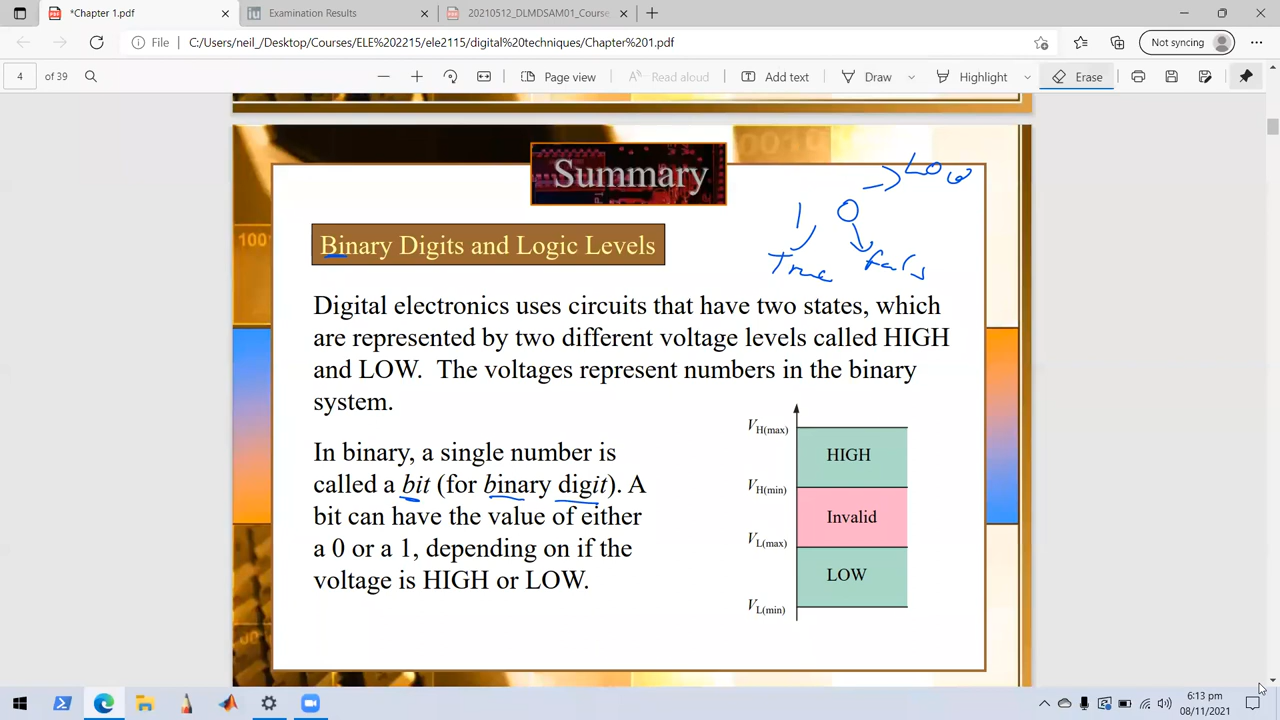 *Chapter 1.pdf
Examination Results
20210512_DLMDSAM01_Course
File
C:/Users/neil_/Desktop/Courses/ELE%202215/ele2115/digital%20techniques/Chapter%201.pdf
Not syncing
4 of 39
Page view
Read aloud
Add text
Draw
Highlight
Erase
Summary
Low
1 0
True
Binary Digits and Logic Levels
Digital electronics uses circuits that have two states, which
are represented by two different voltage levels called HIGH
and LOW. The voltages represent numbers in the binary
system.
In binary, a single number is
called a bit (for binary digit). A
bit can have the value of either
a 0 or a 1, depending on if the
voltage is HIGH or LOW.
VH(max)
HIGH
VH(min)
Invalid
VL(max)
LOW
VL(min)
6:13 pm
08/11/2021